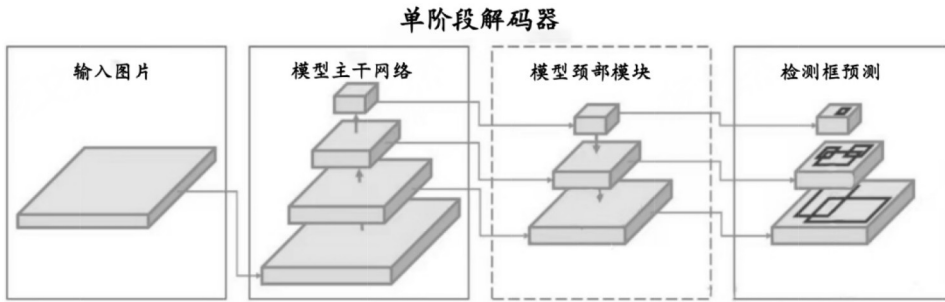 单阶段解码器
输入图片
模型主干网络
模型颈部模块
检测框预测